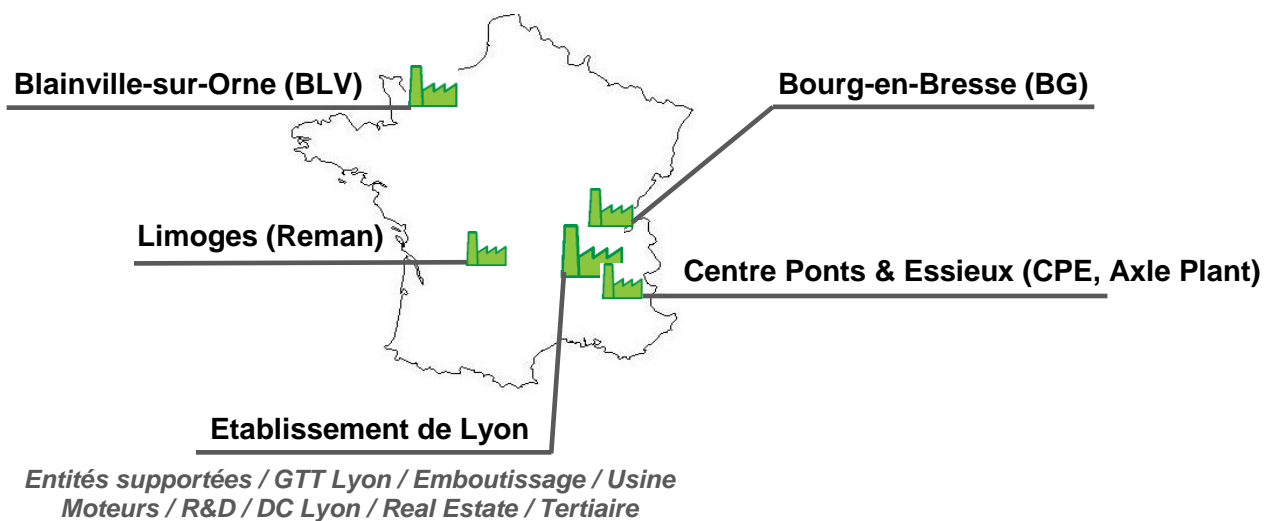 Blainville-sur-Orne (BLV)
Bourg-en-Bresse (BG)
Limoges (Reman)
Centre Ponts & Essieux (CPE, Axle Plant)
Etablissement de Lyon
Entités supportées / GTT Lyon / Emboutissage / Usine
Moteurs / R&D / DC Lyon / Real Estate / Tertiaire